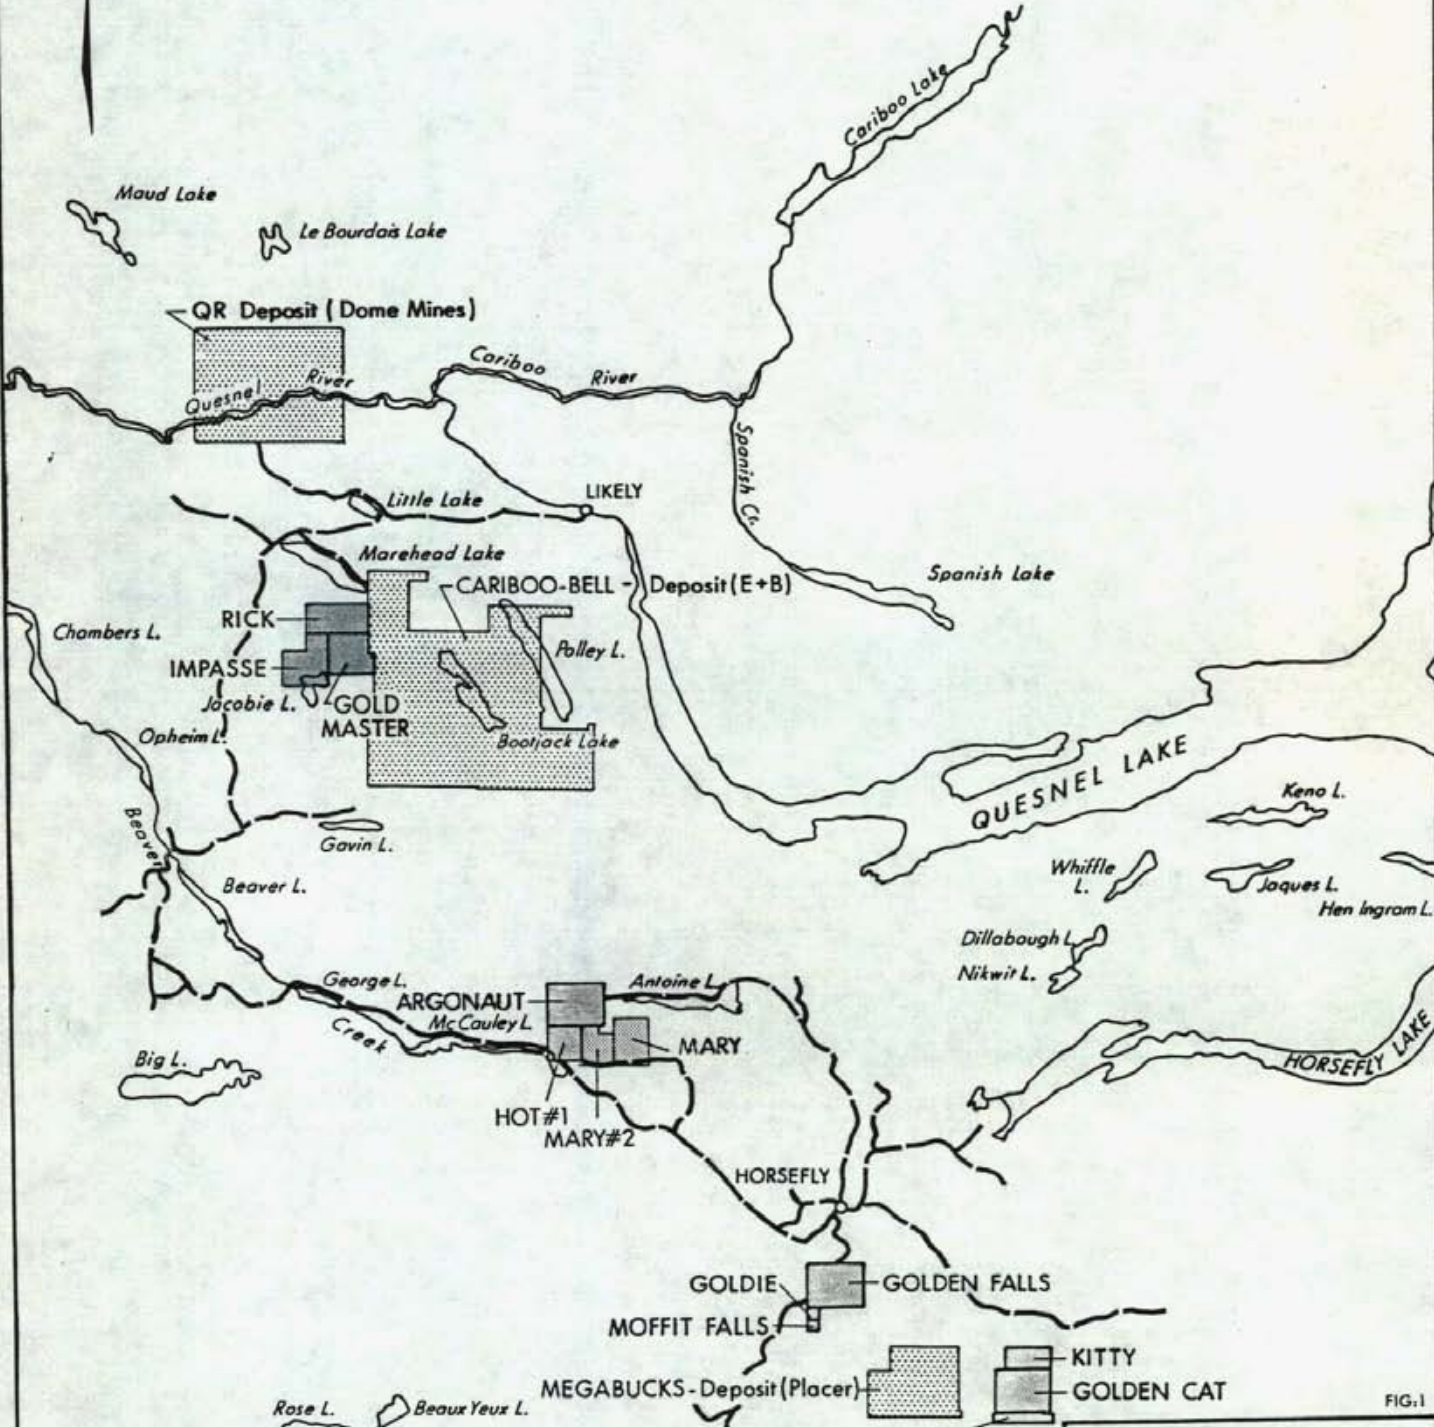 Cariboo Lake
Maud Lake
Le Bourdais Lake
QR Deposit (Dome Mines)
Cariboo River
Quesnel River
Spanish Cr.
Little Lake
LIKELY
Marehead Lake
CARIBOO-BELL - Deposit (E+B)
Spanish Lake
RICK
Chambers L.
Polley L.
IMPASSE
Jacobie L.
GOLD
MASTER
Opheim L.
Bootjack Lake
QUESNEL LAKE
Keno L.
Beaver
Gavin L.
Whiffle
L.
Beaver L.
Jaques L.
Hen Ingram L.
Dillabough L.
Nikwit L.
George L.
Antoine L.
ARGONAUT
McCauley L.
Creek
MARY
Big L.
HORSEFLY LAKE
HOT#1
MARY#2
HORSEFLY
GOLDIE
GOLDEN FALLS
MOFFIT FALLS
KITTY
MEGABUCKS - Deposit (Placer)
GOLDEN CAT
FIG:1
Rose L.
Beaux Yeux L.